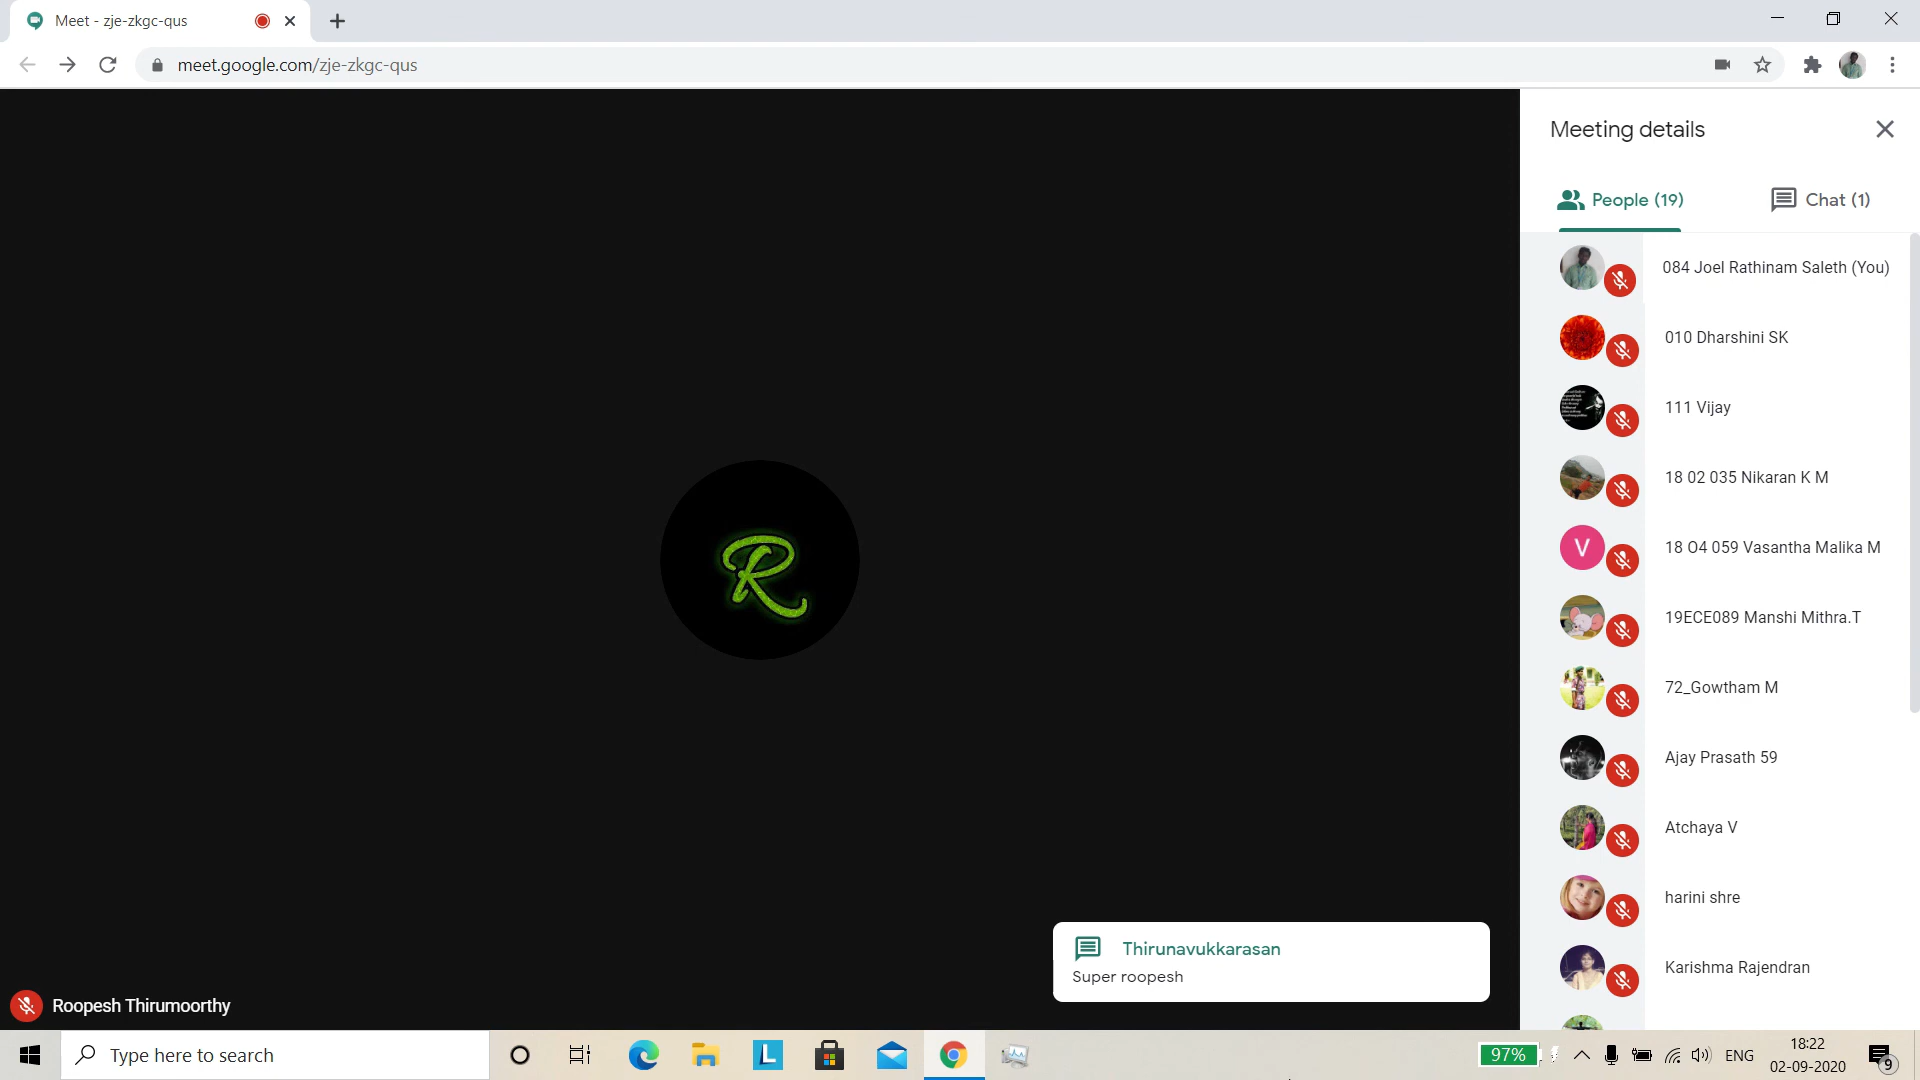 Meet - zje-zkgc-qus
meet.google.com/zje-zkgc-qus
Meeting details
People (19)
Chat (1)
084 Joel Rathinam Saleth (You)
010 Dharshini SK
111 Vijay
18 02 035 Nikaran K M
V
18 O4 059 Vasantha Malika M
19ECE089 Manshi Mithra.T
72_Gowtham M
Ajay Prasath 59
Atchaya V
harini shre
Karishma Rajendran
R
Thirunavukkarasan
Super roopesh
Roopesh Thirumoorthy
Type here to search
L
97%
ENG
18:22
02-09-2020
9